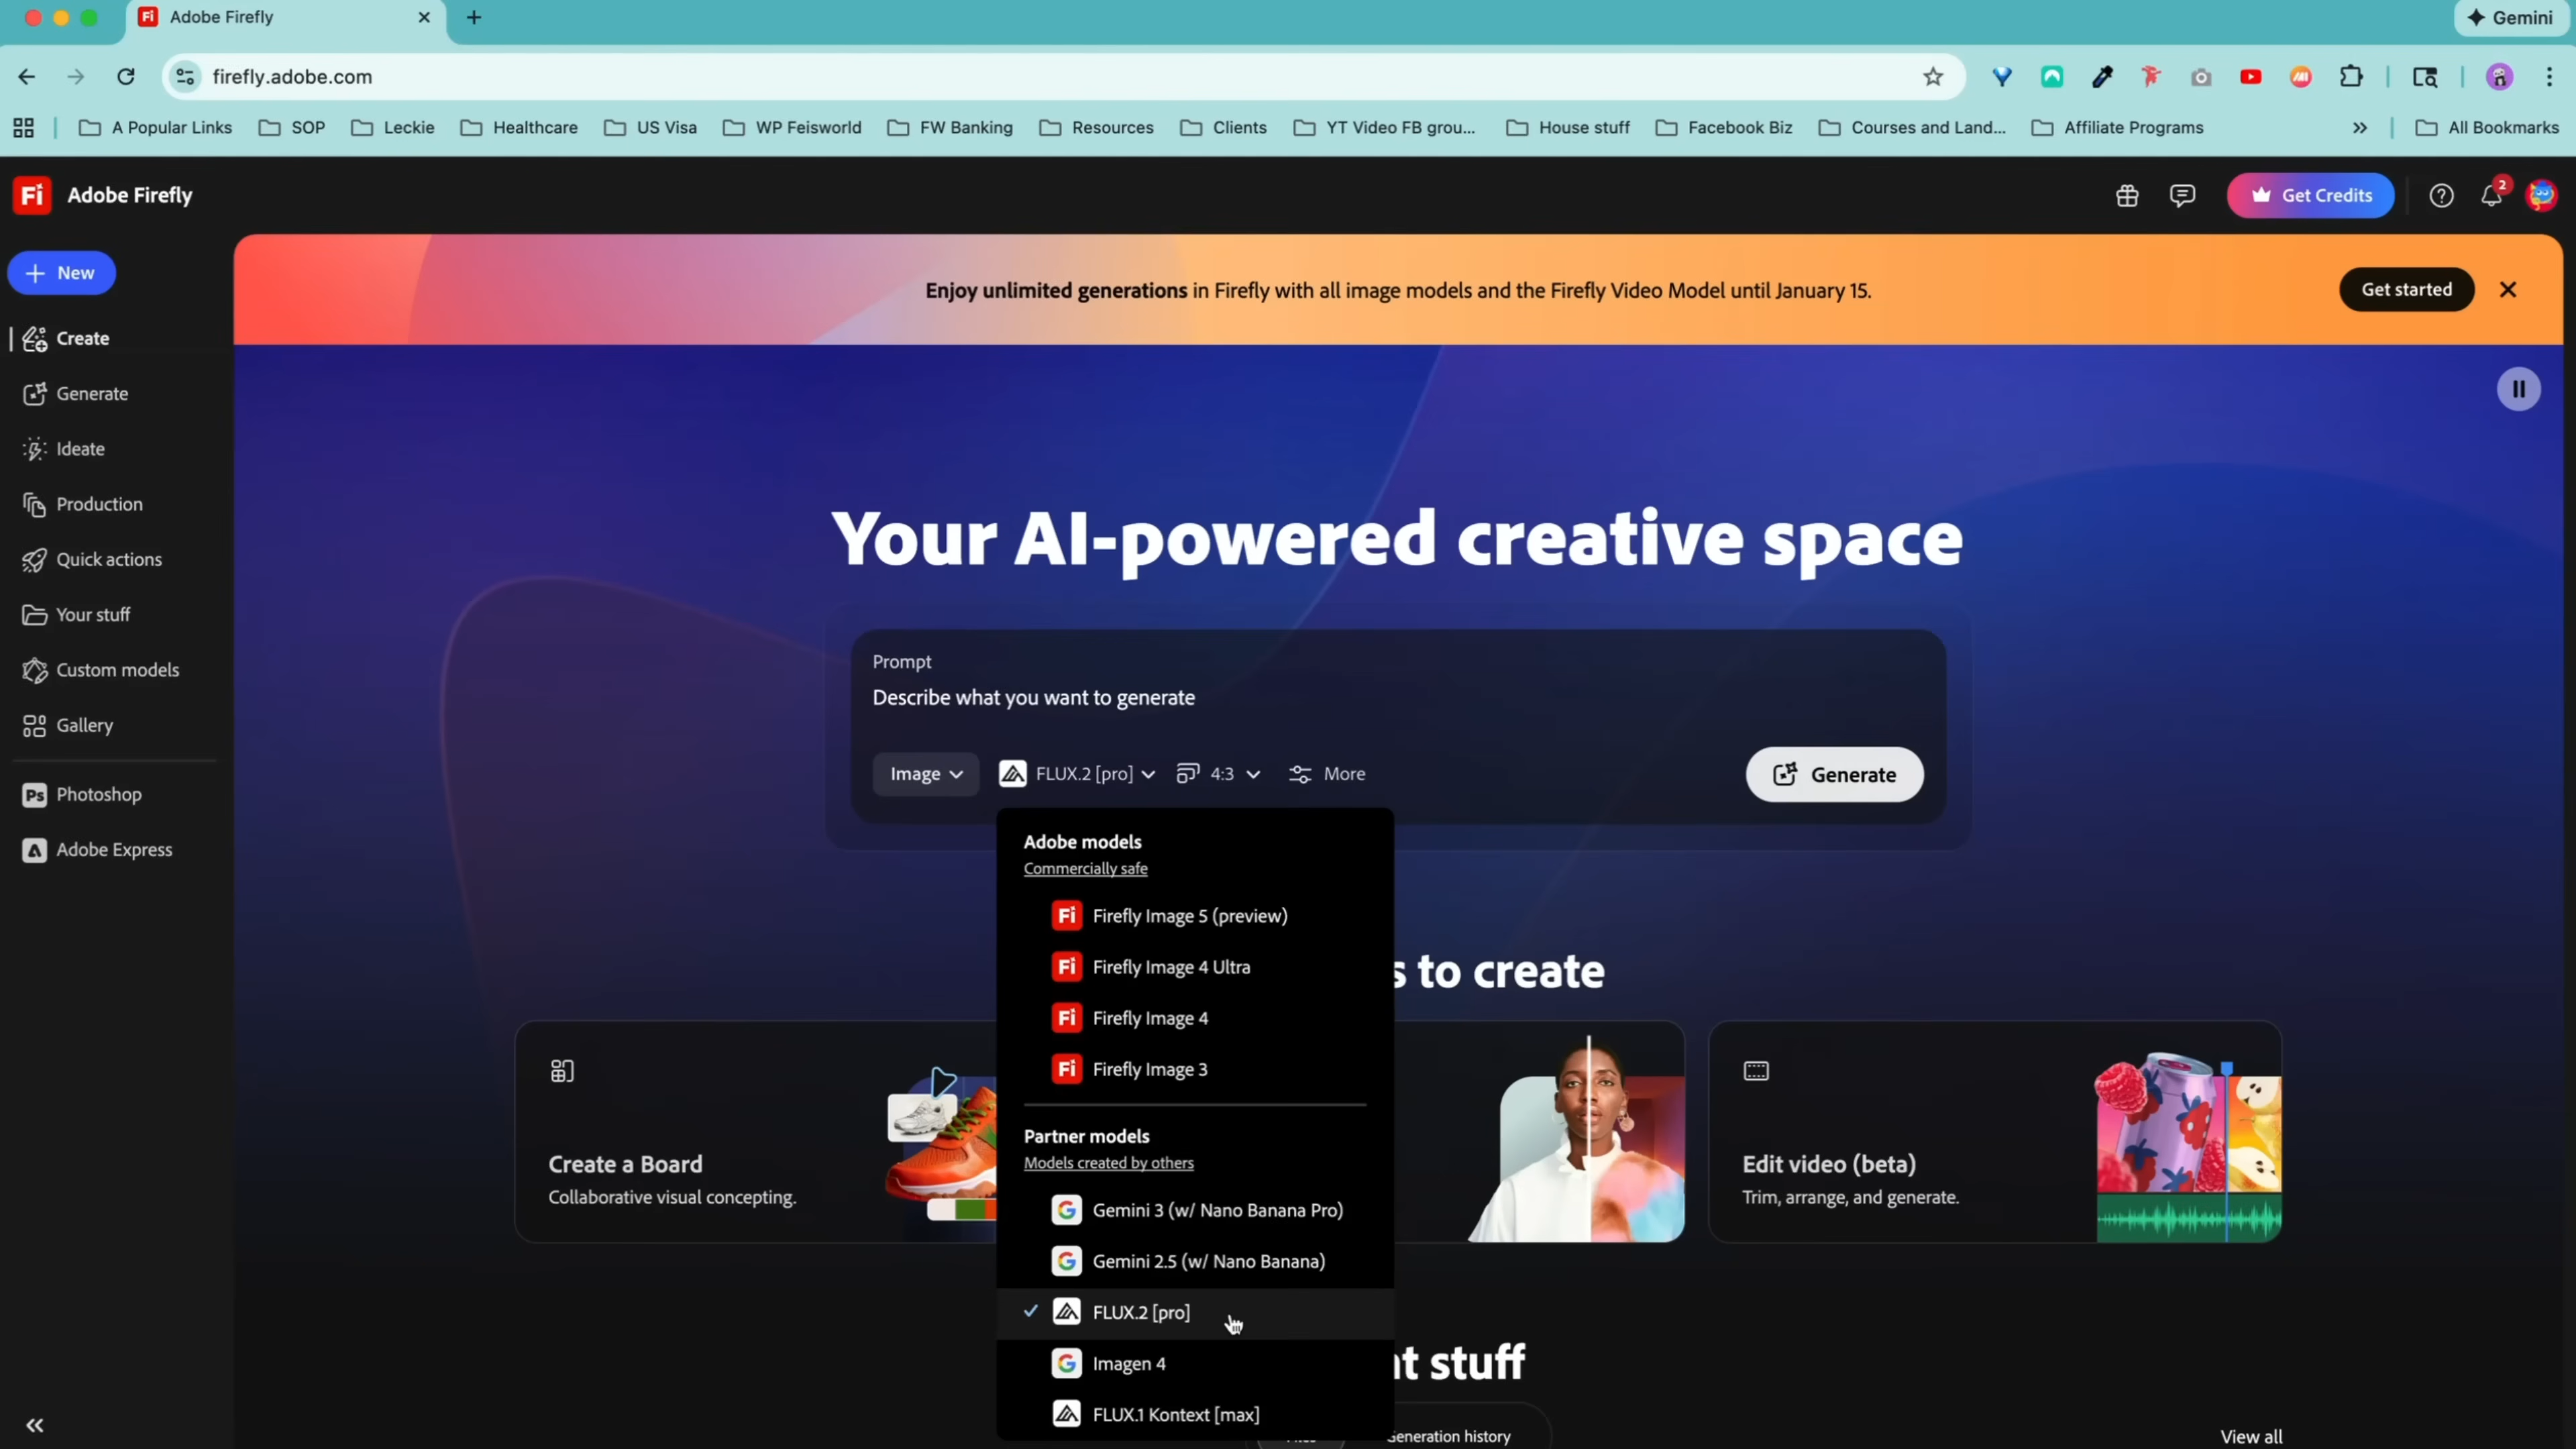 Fi Adobe Firefly
Gemini
firefly.adobe.com
A Popular Links
SOP
Leckie
Healthcare
US Visa
WP Feisworld
FW Banking
Resources
Clients
YT Video FB grou...
House stuff
Facebook Biz
Courses and Land...
Affiliate Programs
All Bookmarks
Fi Adobe Firefly
Get Credits
2
New
Create
Generate
Ideate
Production
Quick actions
Your stuff
Custom models
Gallery
Ps Photoshop
Adobe Express
Enjoy unlimited generations in Firefly with all image models and the Firefly Video Model until January 15.
Get started
Your AI-powered creative space
Prompt
Describe what you want to generate
Image
FLUX.2 [pro]
4:3
More
Generate
Adobe models
Commercially safe
Fi Firefly Image 5 (preview)
Fi Firefly Image 4 Ultra
Fi Firefly Image 4
Fi Firefly Image 3
Partner models
Models created by others
G Gemini 3 (w/ Nano Banana Pro)
G Gemini 2.5 (w/ Nano Banana)
FLUX.2 [pro]
G Imagen 4
FLUX.1 Kontext [max]
to create
Create a Board
Collaborative visual concepting.
Edit video (beta)
Trim, arrange, and generate.
stuff
Generation history
View all